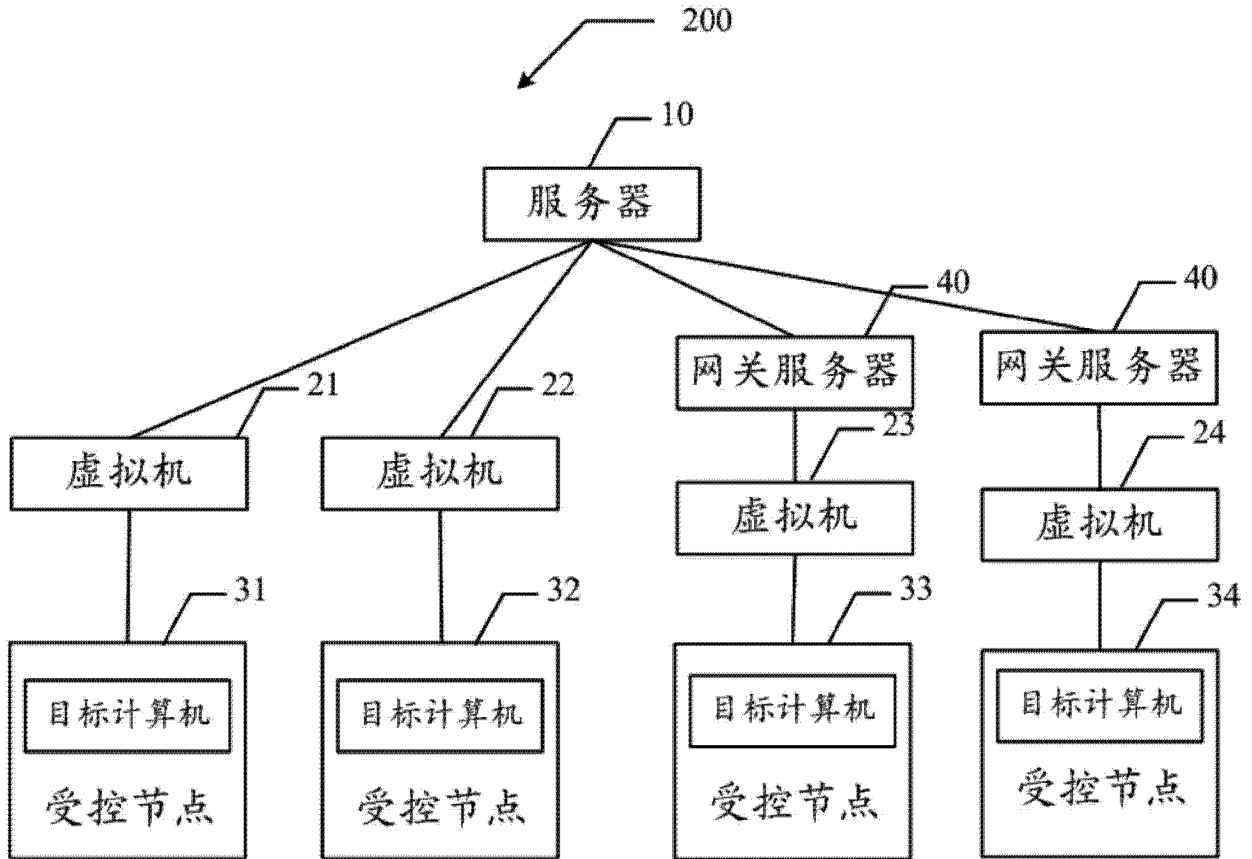 200
10
服务器
40
40
网关服务器
网关服务器
21
22
23
24
虚拟机
虚拟机
虚拟机
虚拟机
31
32
33
34
目标计算机
目标计算机
目标计算机
目标计算机
受控节点
受控节点
受控节点
受控节点